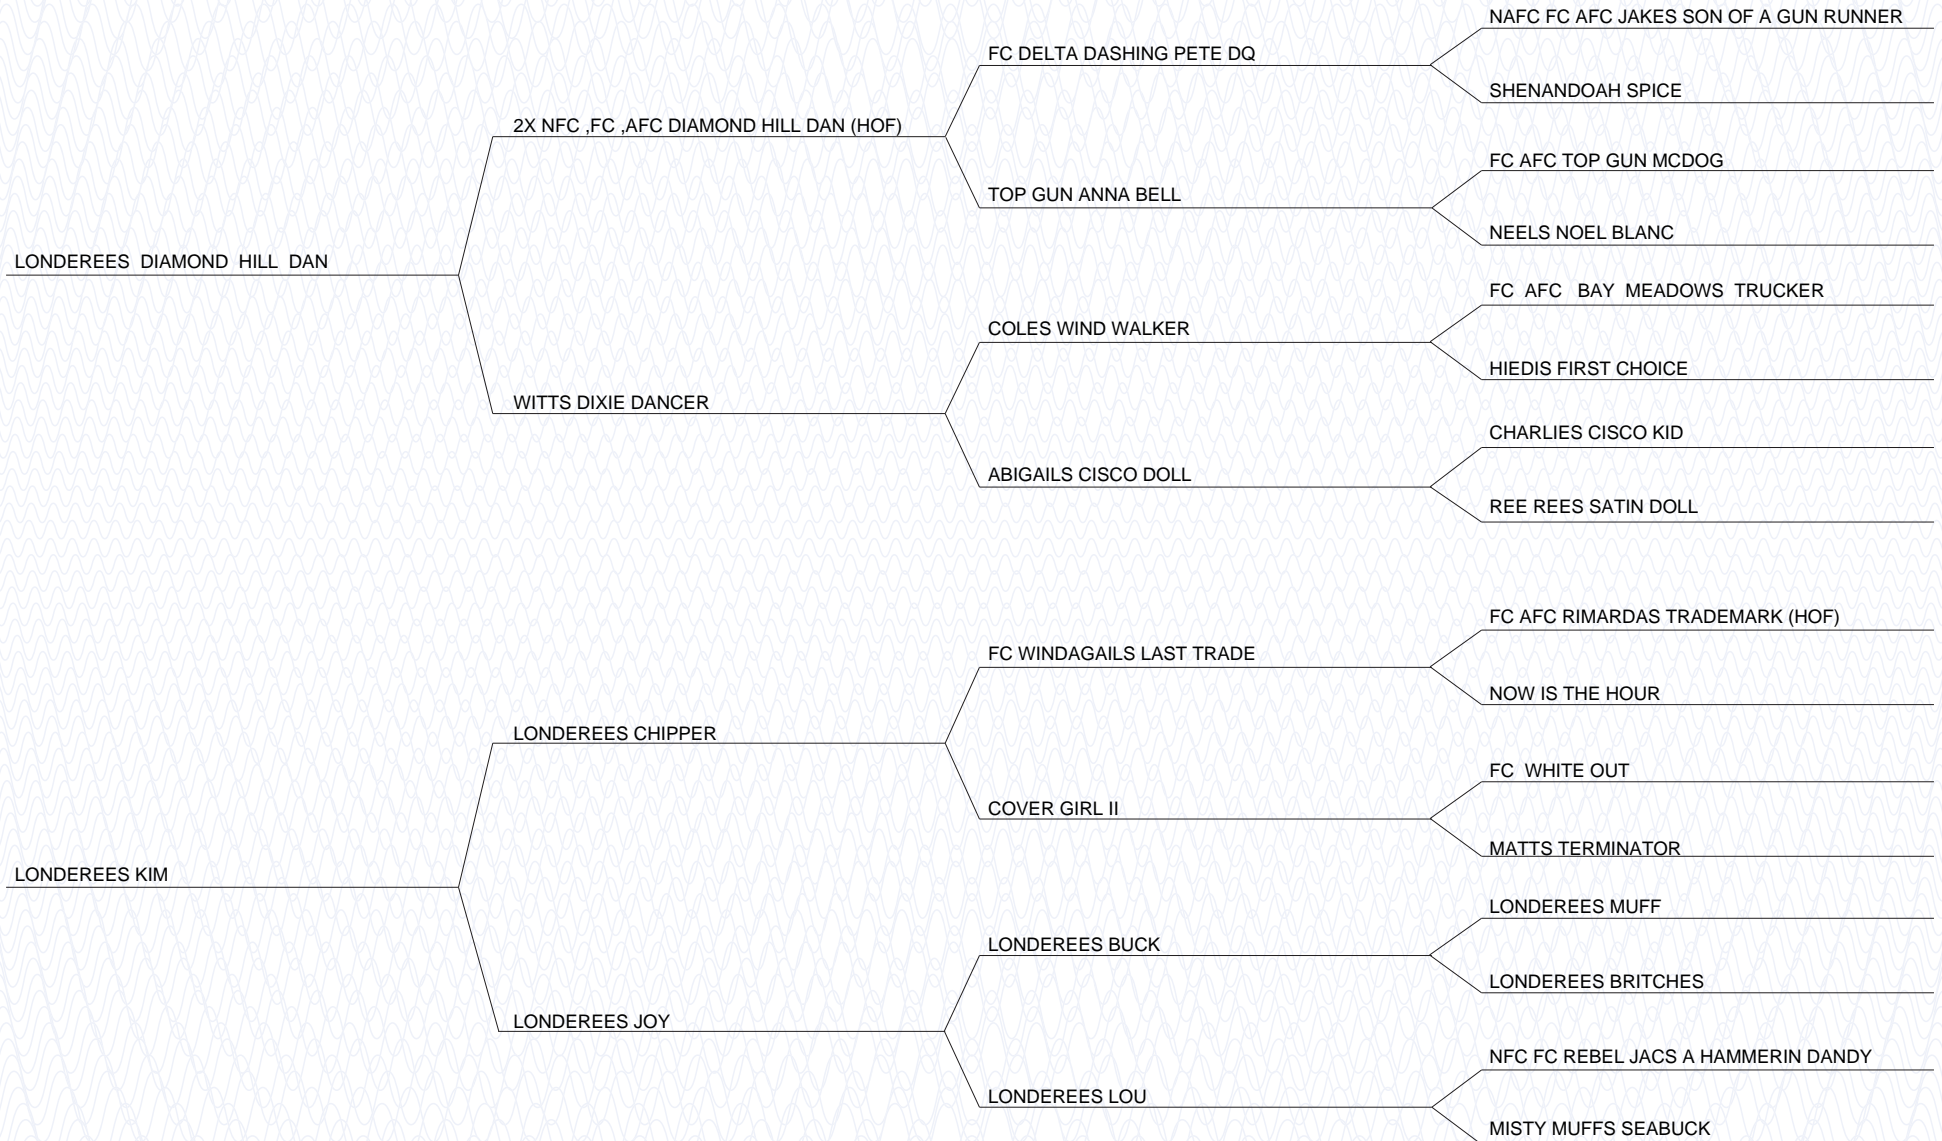 NAFC FC AFC JAKES SON OF A GUN RUNNER
FC DELTA DASHING PETE DQ
SHENANDOAH SPICE
2X NFC ,FC ,AFC DIAMOND HILL DAN (HOF)
FC AFC TOP GUN MCDOG
TOP GUN ANNA BELL
NEELS NOEL BLANC
LONDEREES DIAMOND HILL DAN
FC AFC BAY MEADOWS TRUCKER
COLES WIND WALKER
HIEDIS FIRST CHOICE
WITTS DIXIE DANCER
CHARLIES CISCO KID
ABIGAILS CISCO DOLL
REE REES SATIN DOLL
FC AFC RIMARDAS TRADEMARK (HOF)
FC WINDAGAILS LAST TRADE
NOW IS THE HOUR
LONDEREES CHIPPER
FC WHITE OUT
COVER GIRL II
MATTS TERMINATOR
LONDEREES KIM
LONDEREES MUFF
LONDEREES BUCK
LONDEREES BRITCHES
LONDEREES JOY
NFC FC REBEL JACS A HAMMERIN DANDY
LONDEREES LOU
MISTY MUFFS SEABUCK